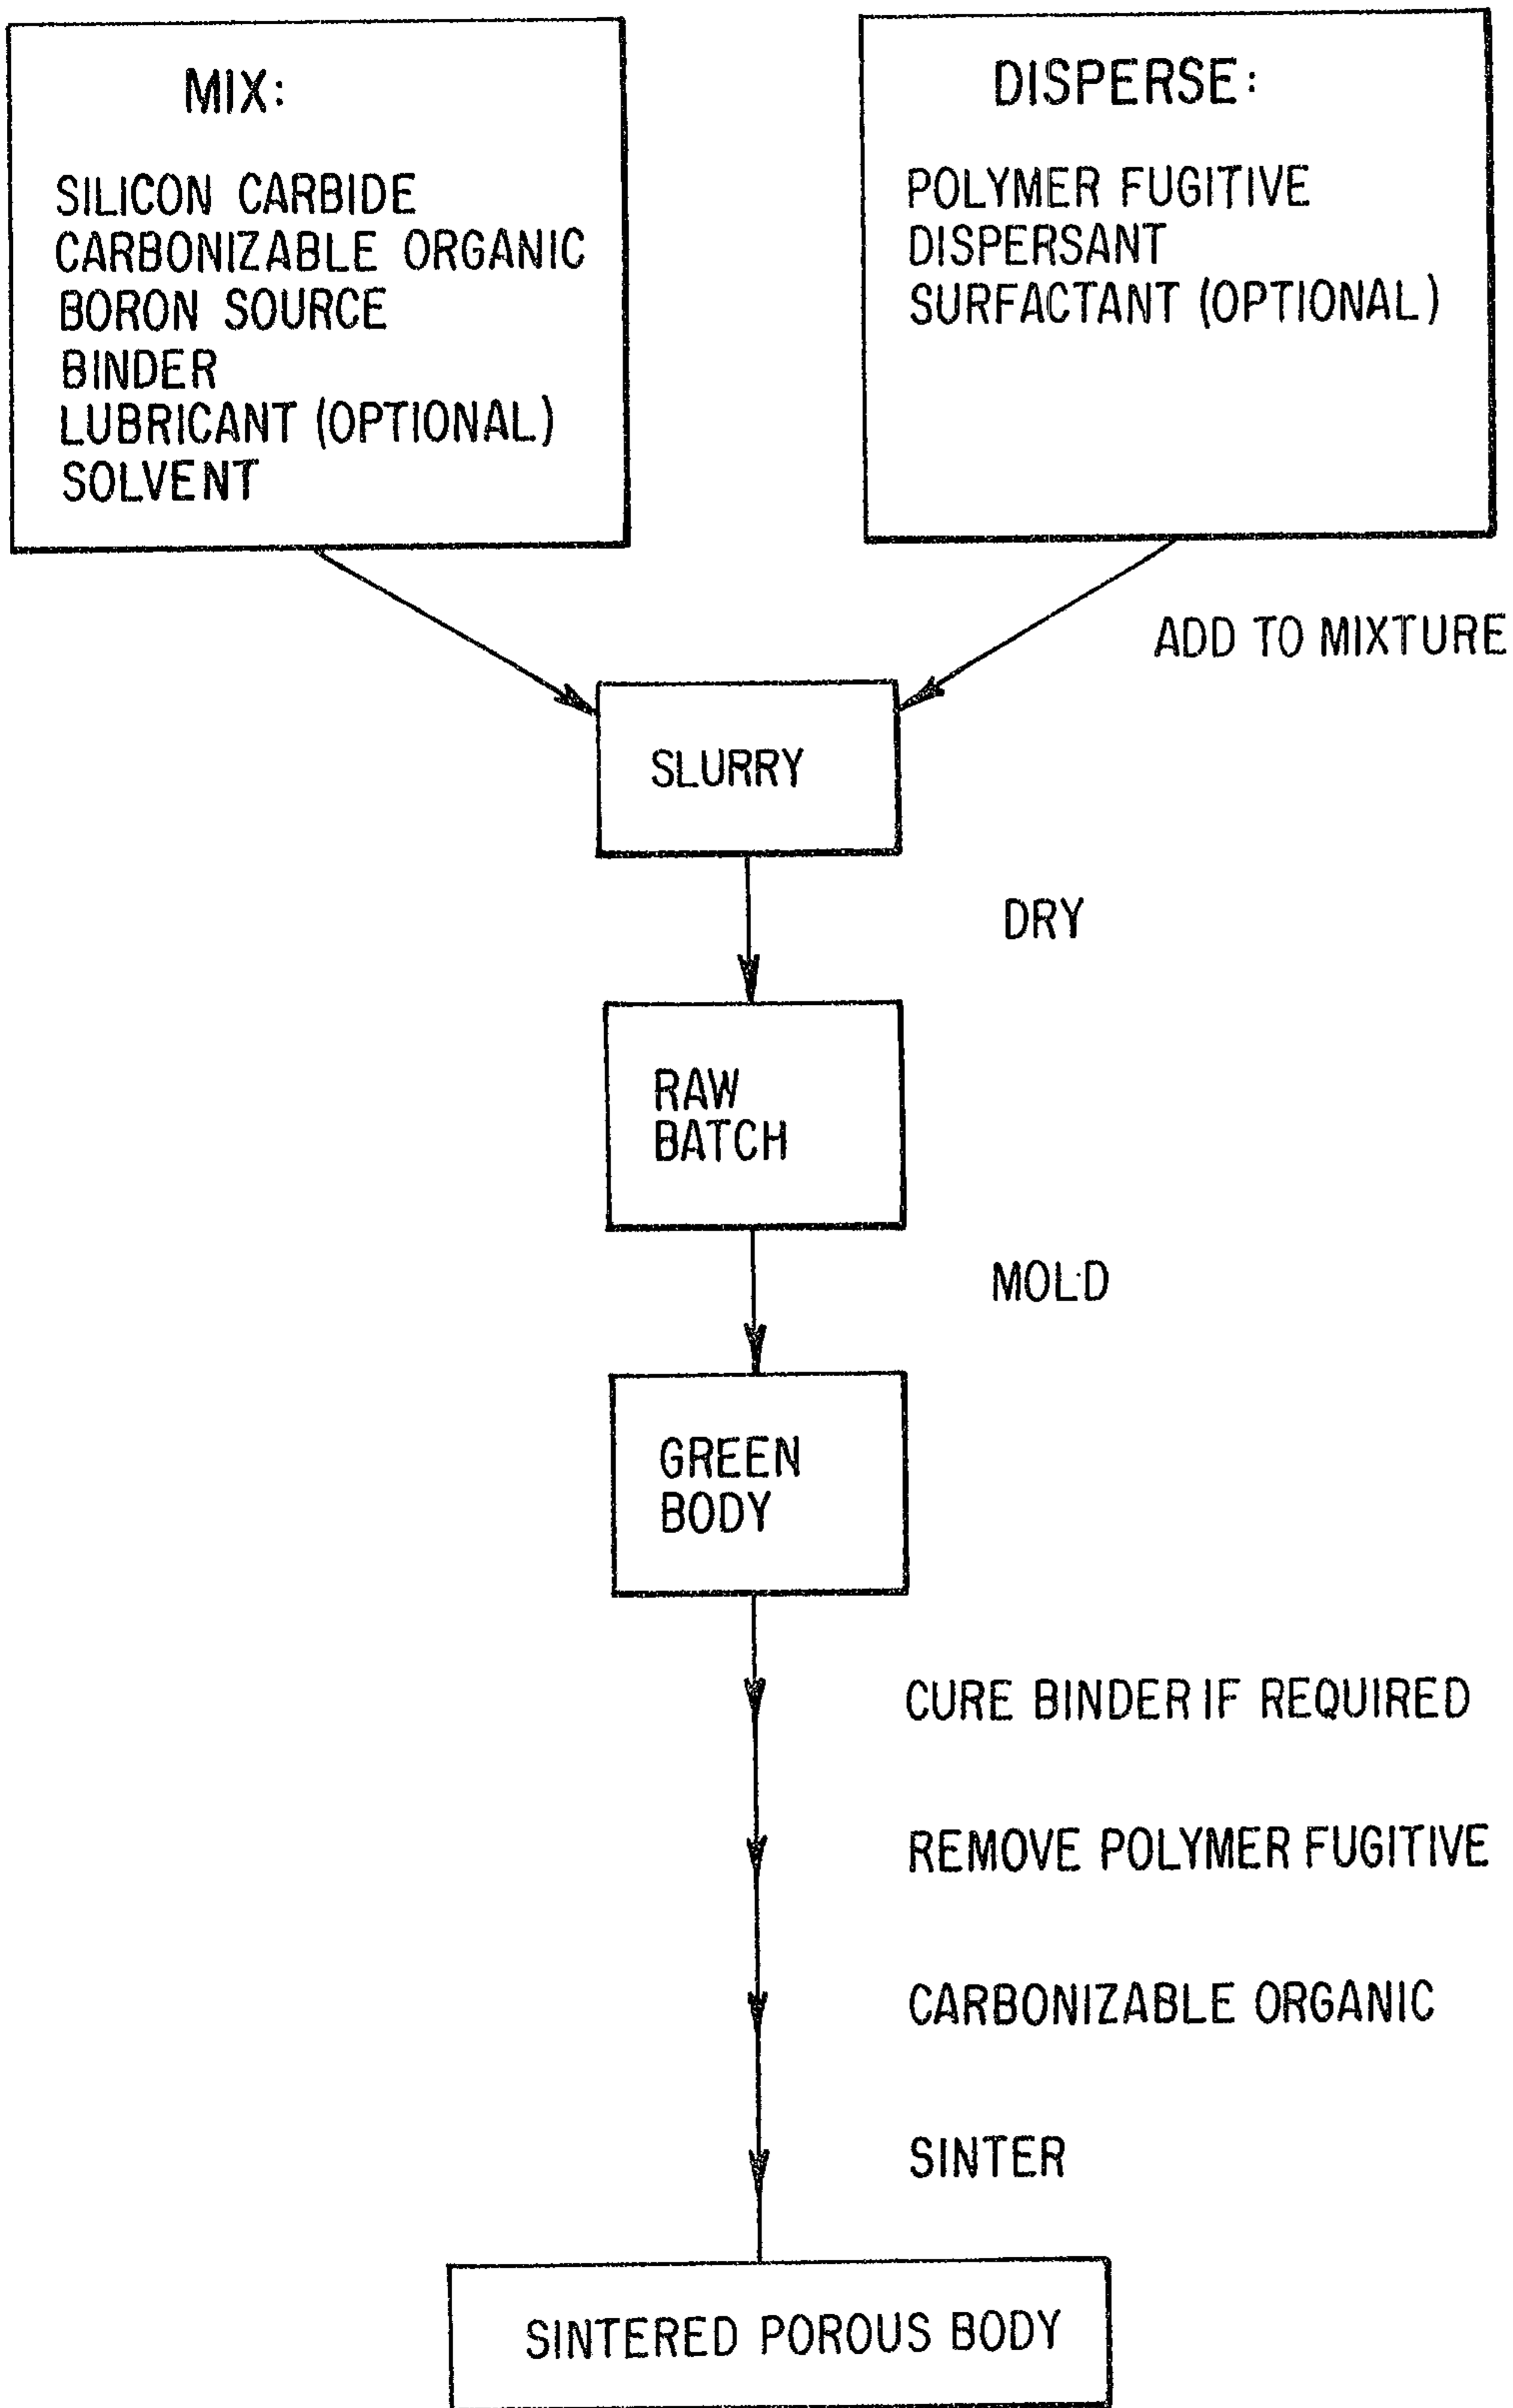 MIX:
SILICON CARBIDE
CARBONIZABLE ORGANIC
BORON SOURCE
BINDER
LUBRICANT (OPTIONAL)
SOLVENT
DISPERSE:
POLYMER FUGITIVE
DISPERSANT
SURFACTANT (OPTIONAL)
ADD TO MIXTURE
SLURRY
DRY
RAW
BATCH
MOLD
GREEN
BODY
CURE BINDER IF REQUIRED
REMOVE POLYMER FUGITIVE
CARBONIZABLE ORGANIC
SINTER
SINTERED POROUS BODY